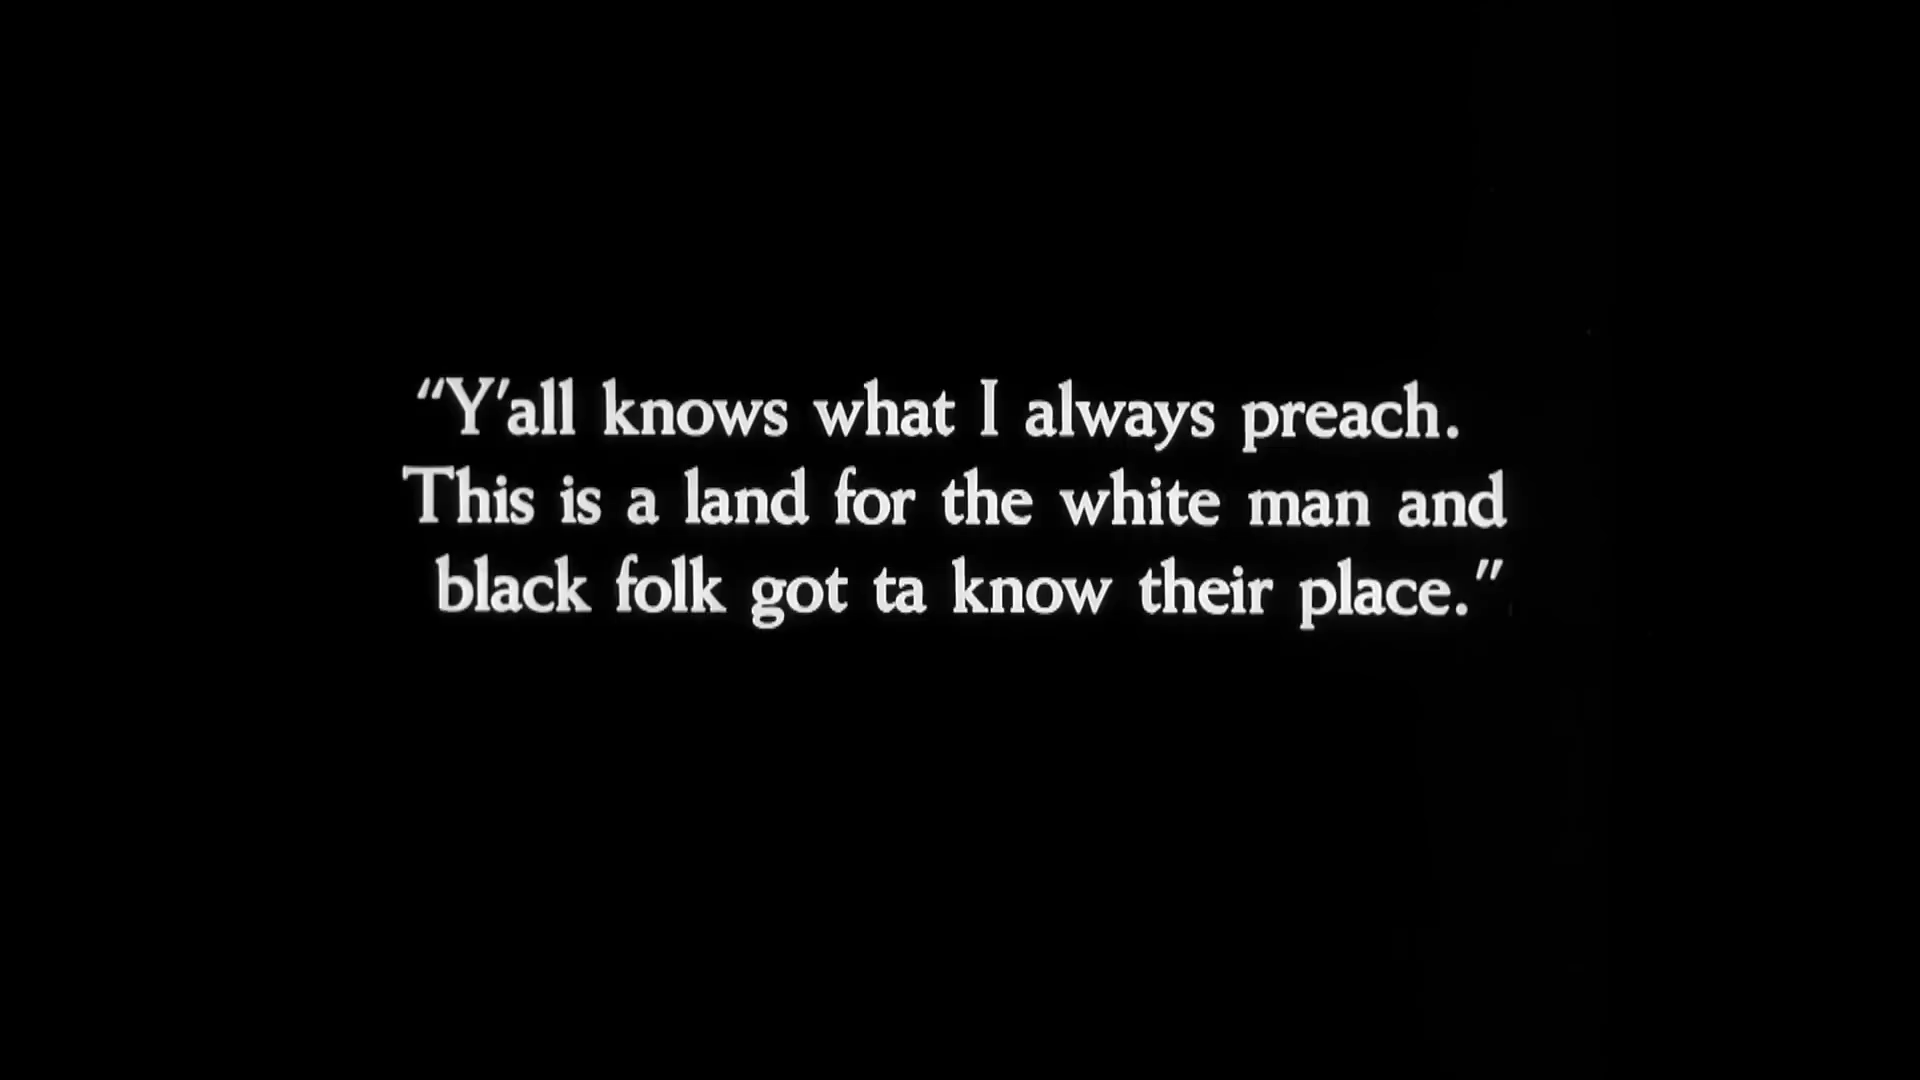 “Y’all knows what I always preach.
This is a land for the white man and
black folk got ta know their place.”